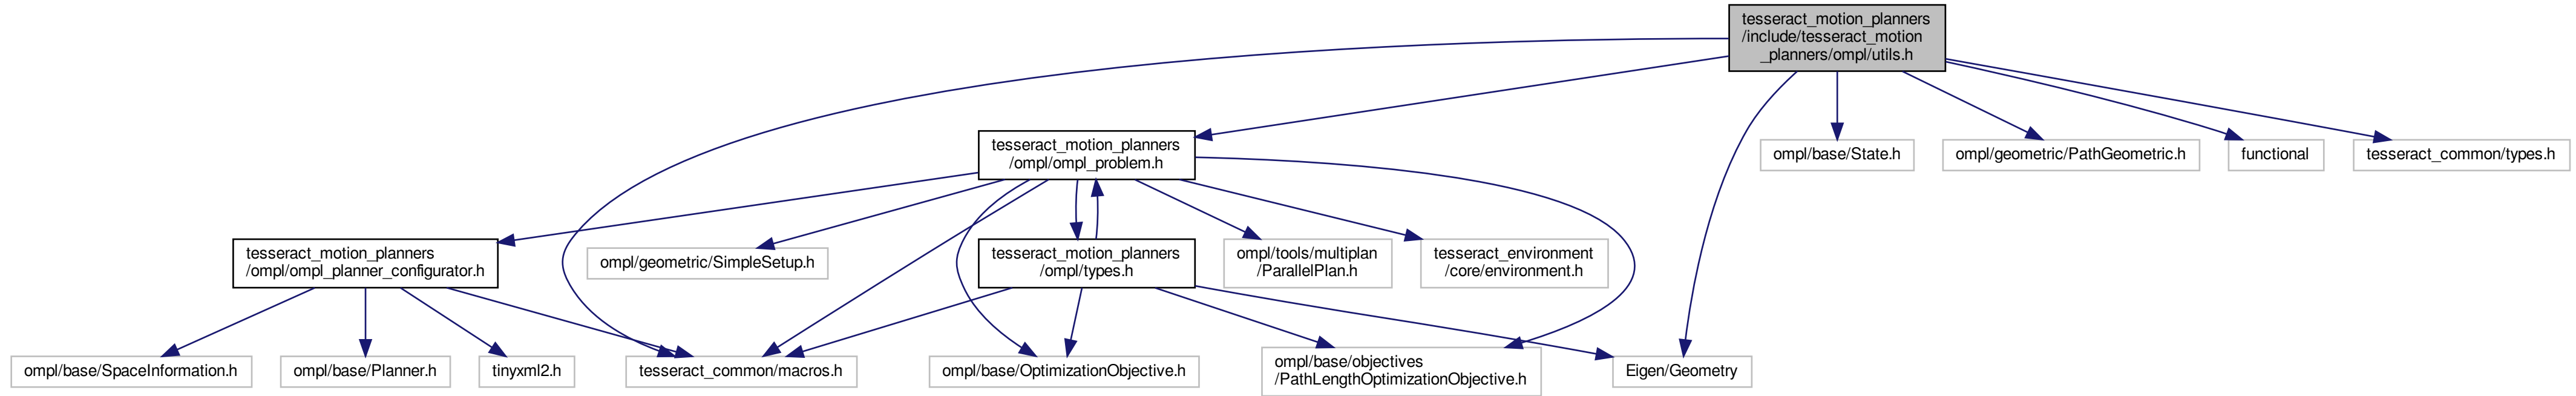 tesseract_motion_planners
/include/tesseract_motion
_planners/ompl/utils.h
tesseract_motion_planners
/ompl/ompl_problem.h
ompl/base/State.h
ompl/geometric/PathGeometric.h
functional
tesseract_common/types.h
tesseract_motion_planners
/ompl/ompl_planner_configurator.h
ompl/geometric/SimpleSetup.h
tesseract_motion_planners
/ompl/types.h
ompl/tools/multiplan
/ParallelPlan.h
tesseract_environment
/core/environment.h
ompl/base/SpaceInformation.h
ompl/base/Planner.h
tinyxml2.h
tesseract_common/macros.h
ompl/base/OptimizationObjective.h
ompl/base/objectives
/PathLengthOptimizationObjective.h
Eigen/Geometry